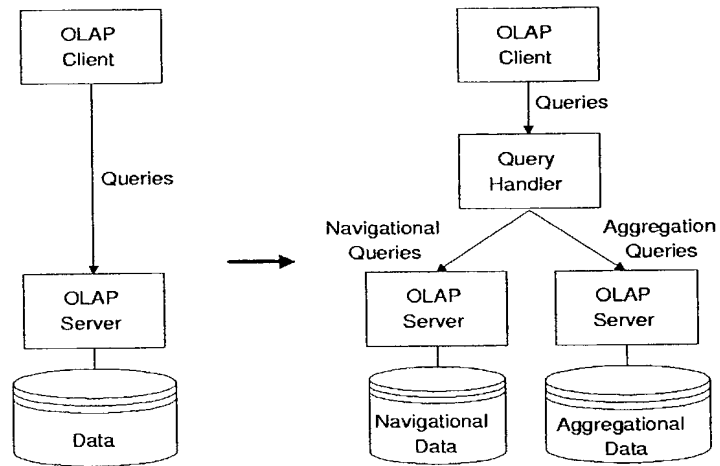 OLAP
Client
Queries
OLAP
Server
Data
OLAP
Client
Queries
Query
Handler
Navigational
Queries
Aggregation
Queries
OLAP
Server
OLAP
Server
Navigational
Data
Aggregational
Data